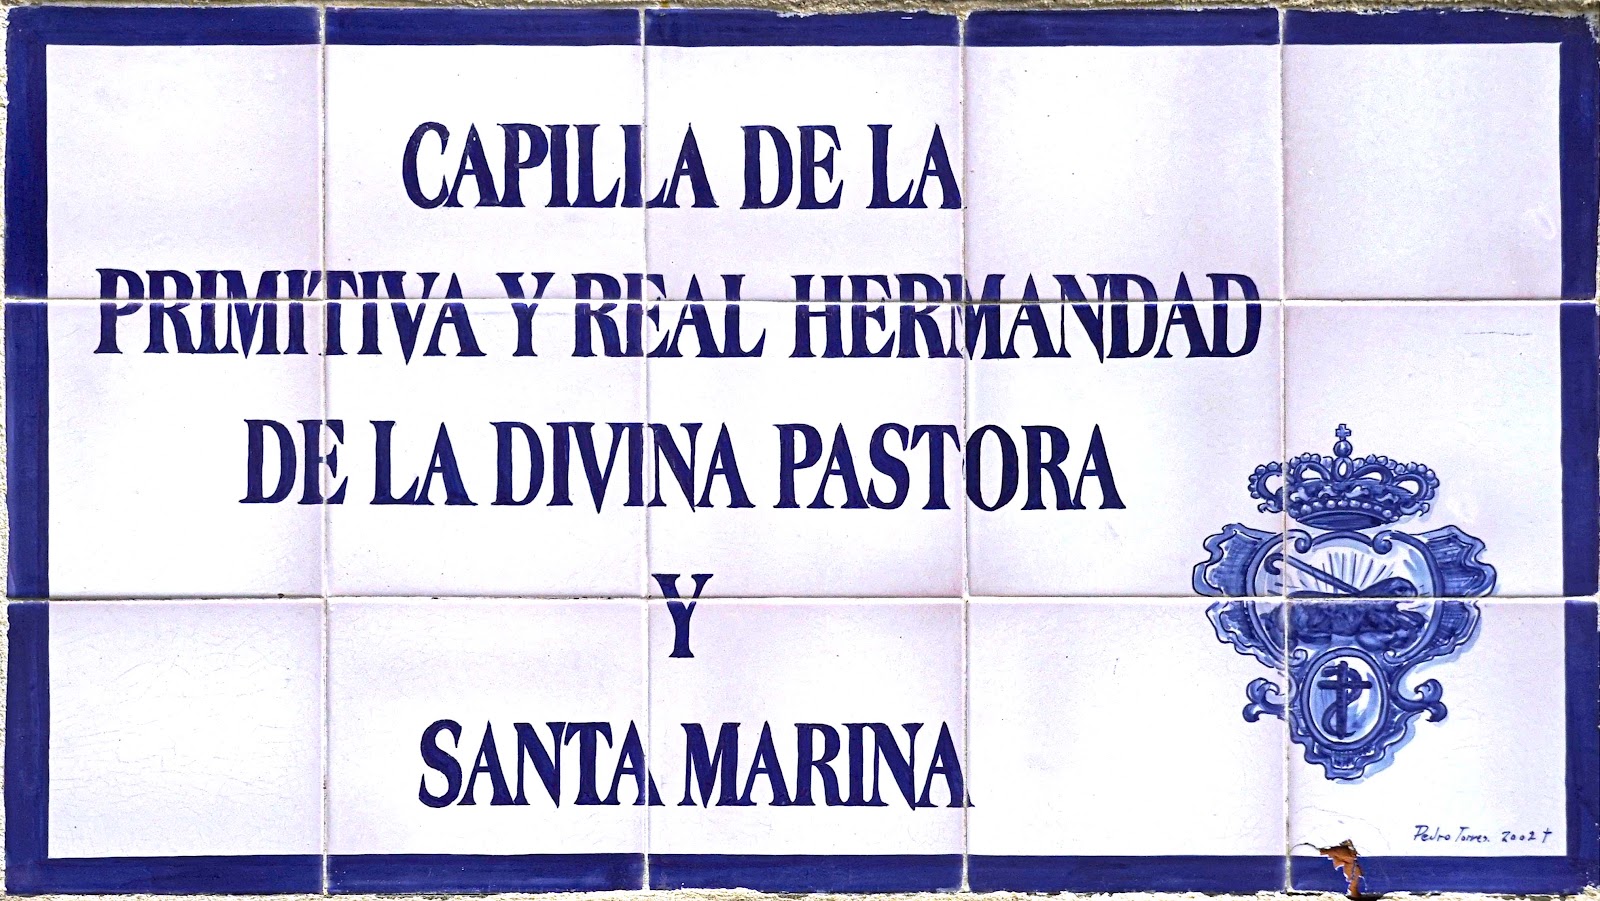 CAPILLA DE LA
PRIMITIVA Y REAL HERMANDAD
DE LA DIVINA PASTORA
Y
SANTA MARINA
Pedro Torres. 2002 †